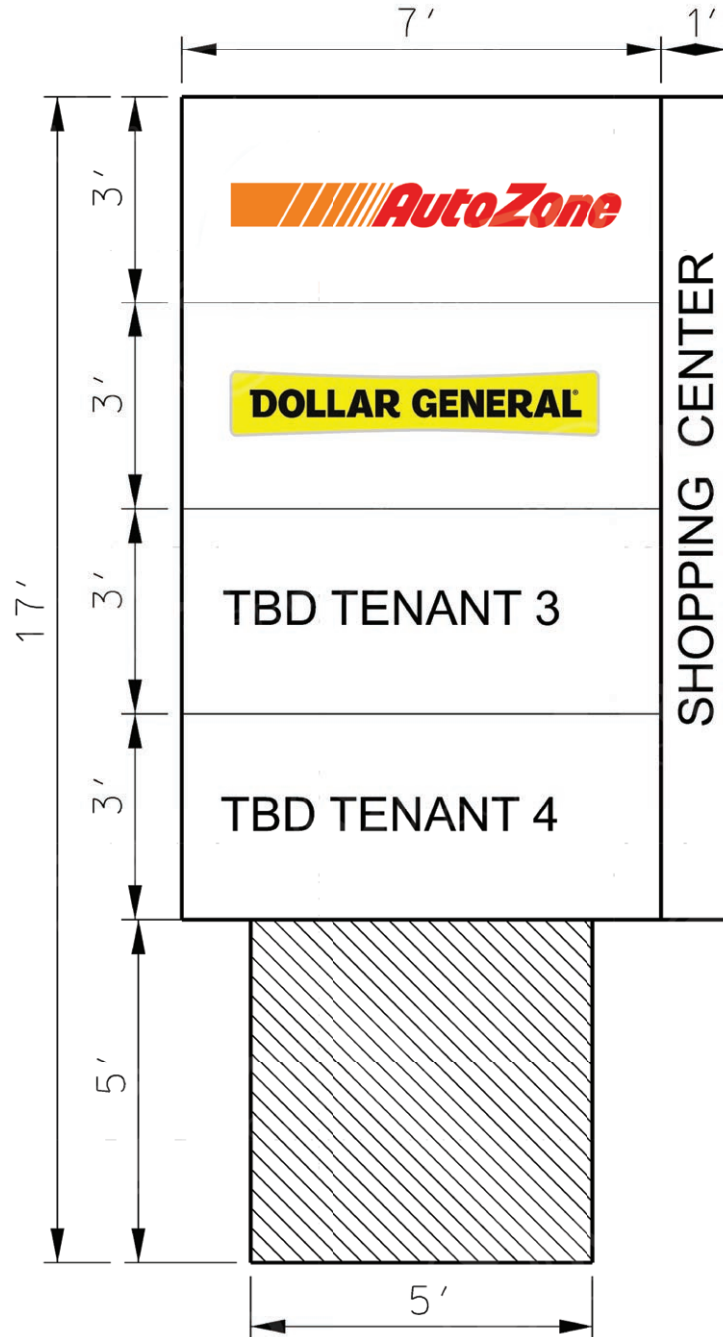 7′
1′
3′
AutoZone
3′
DOLLAR GENERAL®
SHOPPING CENTER
17′
3′
TBD TENANT 3
3′
TBD TENANT 4
5′
5′